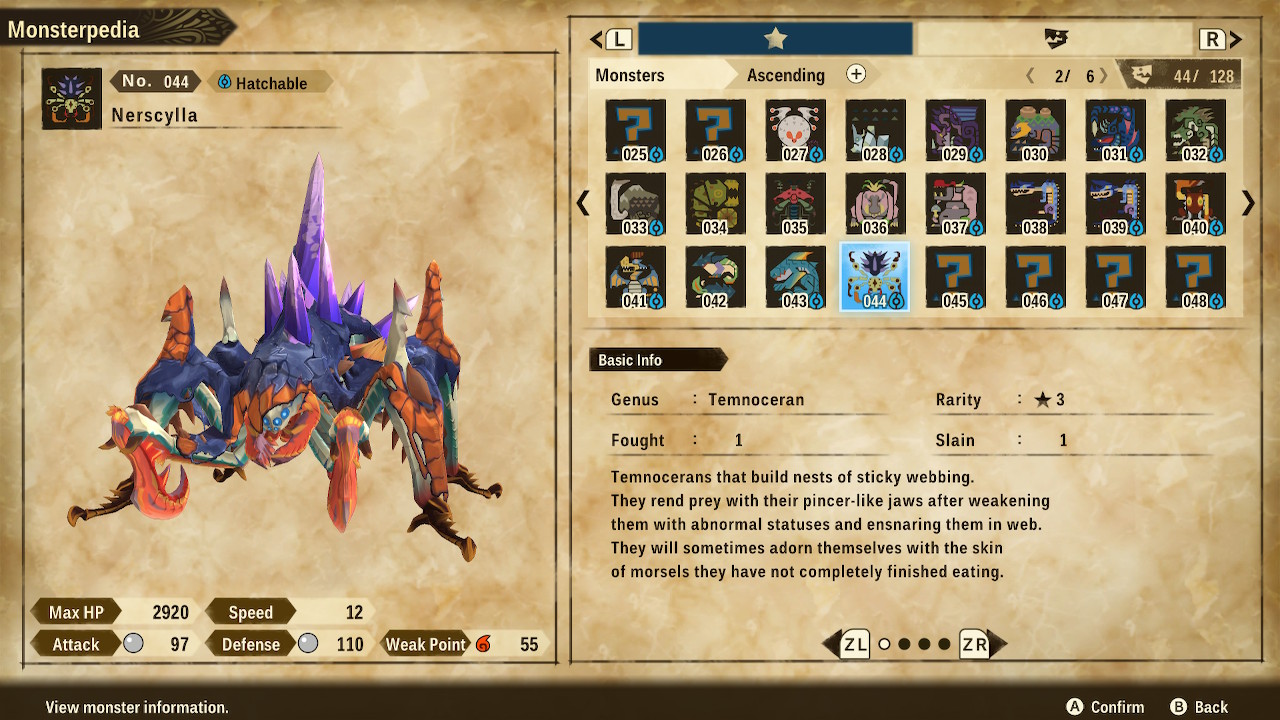 Monsterpedia
No. 044
Hatchable
Nerscylla
Max HP 2920
Speed 12
Attack 97
Defense 110
Weak Point 55
L
R
Monsters
Ascending
2/ 6
44/ 128
025 026 027 028 029 030 031 032
033 034 035 036 037 038 039 040
041 042 043 044 045 046 047 048
Basic Info
Genus : Temnoceran
Rarity : ★ 3
Fought : 1
Slain : 1
Temnocerans that build nests of sticky webbing.
They rend prey with their pincer-like jaws after weakening
them with abnormal statuses and ensnaring them in web.
They will sometimes adorn themselves with the skin
of morsels they have not completely finished eating.
ZL
ZR
View monster information.
A Confirm
B Back